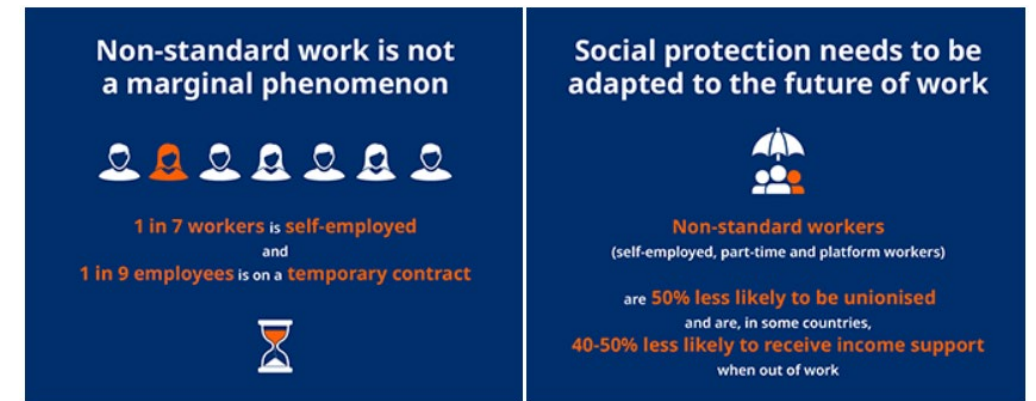 Non-standard work is not
a marginal phenomenon
1 in 7 workers is self-employed
and
1 in 9 employees is on a temporary contract
Social protection needs to be
adapted to the future of work
Non-standard workers
(self-employed, part-time and platform workers)
are 50% less likely to be unionised
and are, in some countries,
40-50% less likely to receive income support
when out of work